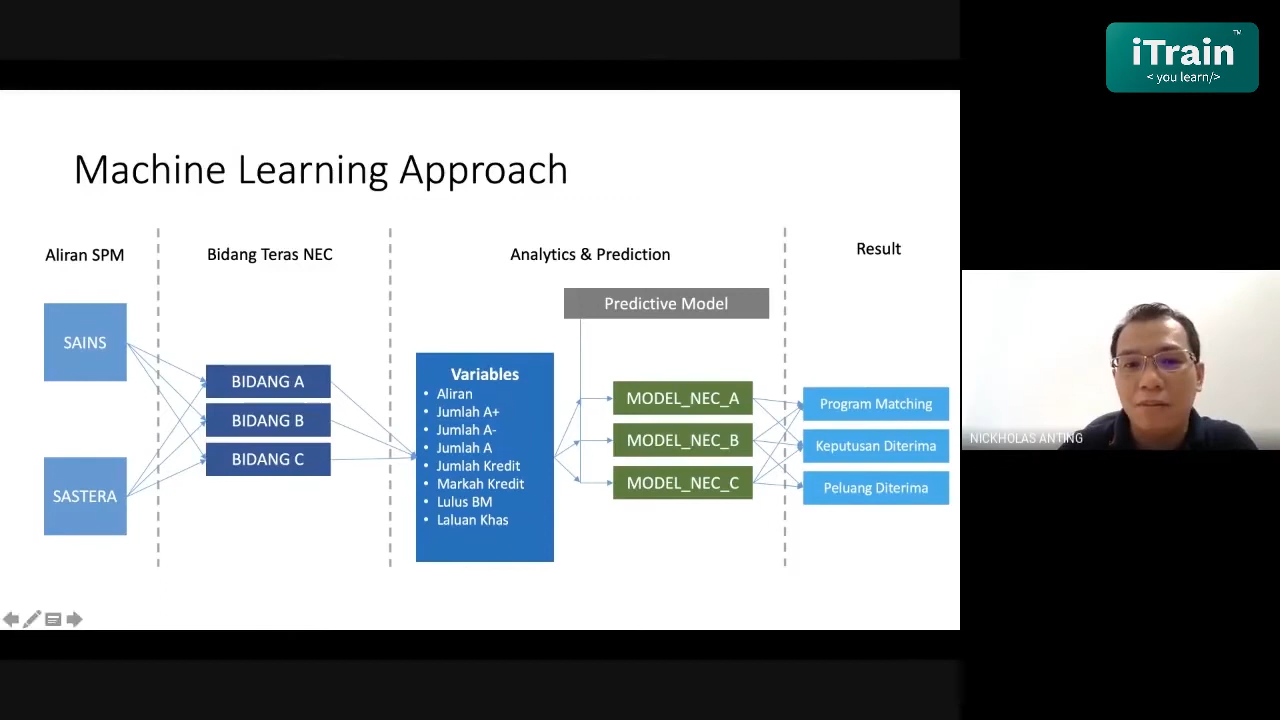 iTrain™
< you learn/>
Machine Learning Approach
Aliran SPM
Bidang Teras NEC
Analytics & Prediction
Result
SAINS
SASTERA
BIDANG A
BIDANG B
BIDANG C
Predictive Model
Variables
• Aliran
• Jumlah A+
• Jumlah A-
• Jumlah A
• Jumlah Kredit
• Markah Kredit
• Lulus BM
• Laluan Khas
MODEL_NEC_A
MODEL_NEC_B
MODEL_NEC_C
Program Matching
Keputusan Diterima
Peluang Diterima
NICKHOLAS ANTING